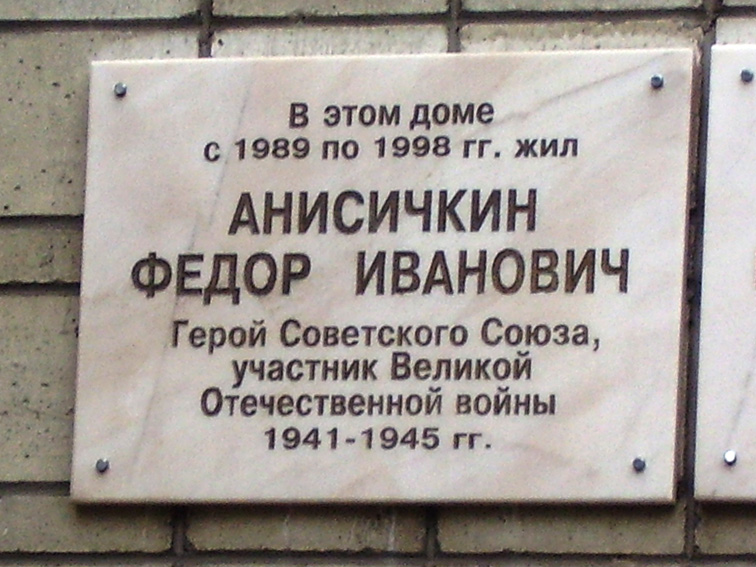 В этом доме
с 1989 по 1998 гг. жил
АНИСИЧКИН
ФЕДОР ИВАНОВИЧ
Герой Советского Союза,
участник Великой
Отечественной войны
1941-1945 гг.